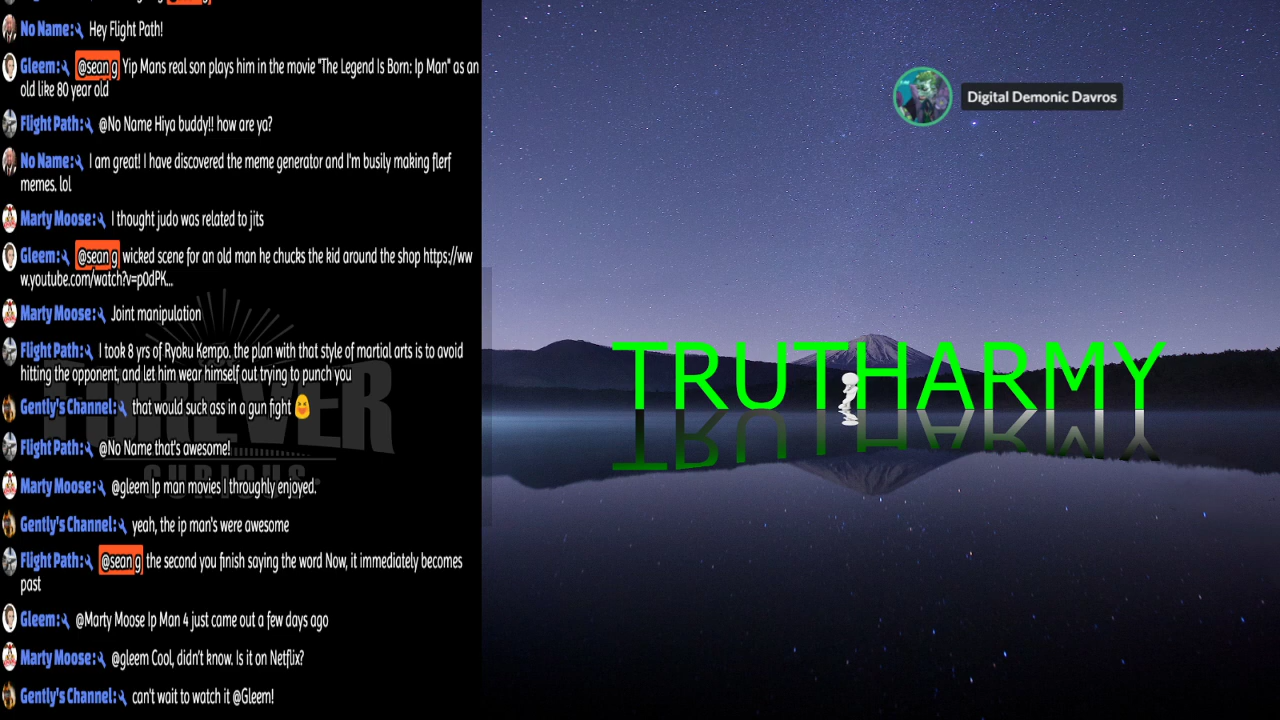 No Name: Hey Flight Path!
Gleem: @sean g Yip Mans real son plays him in the movie "The Legend Is Born: Ip Man" as an
old like 80 year old
Flight Path: @No Name Hiya buddy!! how are ya?
No Name: I am great! I have discovered the meme generator and I'm busily making flerf
memes. lol
Marty Moose: I thought judo was related to jits
Gleem: @sean g wicked scene for an old man he chucks the kid around the shop https://ww
w.youtube.com/watch?v=p0dPK...
Marty Moose: Joint manipulation
Flight Path: I took 8 yrs of Ryoku Kempo. the plan with that style of martial arts is to avoid
hitting the opponent, and let him wear himself out trying to punch you
Gently's Channel: that would suck ass in a gun fight 😆
Flight Path: @No Name that's awesome!
Marty Moose: @gleem Ip man movies I throughly enjoyed.
Gently's Channel: yeah, the ip man's were awesome
Flight Path: @sean g the second you finish saying the word Now, it immediately becomes
past
Gleem: @Marty Moose Ip Man 4 just came out a few days ago
Marty Moose: @gleem Cool, didn't know. Is it on Netflix?
Gently's Channel: can't wait to watch it @Gleem!
FOREVER
CURIOUS
Digital Demonic Davros
TRUTHARMY